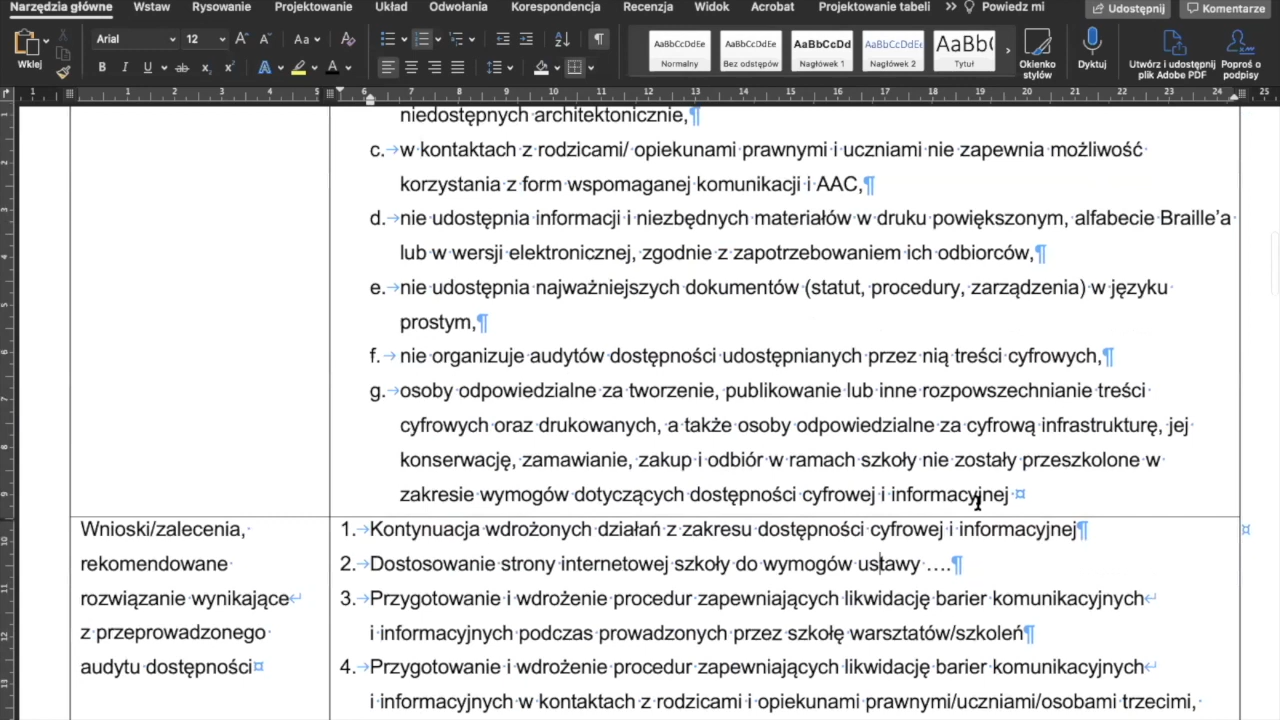 Narzędzia główne Wstaw Rysowanie Projektowanie Układ Odwołania Korespondencja Recenzja Widok Acrobat Projektowanie tabeli Powiedz mi Udostępnij Komentarze
Wklej
Arial 12
AaBbCcDdEe AaBbCcDdEe AaBbCcDd AaBbCcDdE AaBb(
Normalny Bez odstępów Nagłówek 1 Nagłówek 2 Tytuł
Okienko stylów
Dyktuj
Utwórz i udostępnij plik Adobe PDF
Poproś o podpisy
niedostępnych architektonicznie,¶
c. w kontaktach z rodzicami/ opiekunami prawnymi i uczniami nie zapewnia możliwość
korzystania z form wspomaganej komunikacji i AAC,¶
d. nie udostępnia informacji i niezbędnych materiałów w druku powiększonym, alfabecie Braille’a
lub w wersji elektronicznej, zgodnie z zapotrzebowaniem ich odbiorców,¶
e. nie udostępnia najważniejszych dokumentów (statut, procedury, zarządzenia) w języku
prostym,¶
f. nie organizuje audytów dostępności udostępnianych przez nią treści cyfrowych,¶
g. osoby odpowiedzialne za tworzenie, publikowanie lub inne rozpowszechnianie treści
cyfrowych oraz drukowanych, a także osoby odpowiedzialne za cyfrową infrastrukturę, jej
konserwację, zamawianie, zakup i odbiór w ramach szkoły nie zostały przeszkolone w
zakresie wymogów dotyczących dostępności cyfrowej i informacyjnej
Wnioski/zalecenia,
rekomendowane
rozwiązanie wynikające
z przeprowadzonego
audytu dostępności
1. Kontynuacja wdrożonych działań z zakresu dostępności cyfrowej i informacyjnej¶
2. Dostosowanie strony internetowej szkoły do wymogów ustawy ….¶
3. Przygotowanie i wdrożenie procedur zapewniających likwidację barier komunikacyjnych
i informacyjnych podczas prowadzonych przez szkołę warsztatów/szkoleń¶
4. Przygotowanie i wdrożenie procedur zapewniających likwidację barier komunikacyjnych
i informacyjnych w kontaktach z rodzicami i opiekunami prawnymi/uczniami/osobami trzecimi,